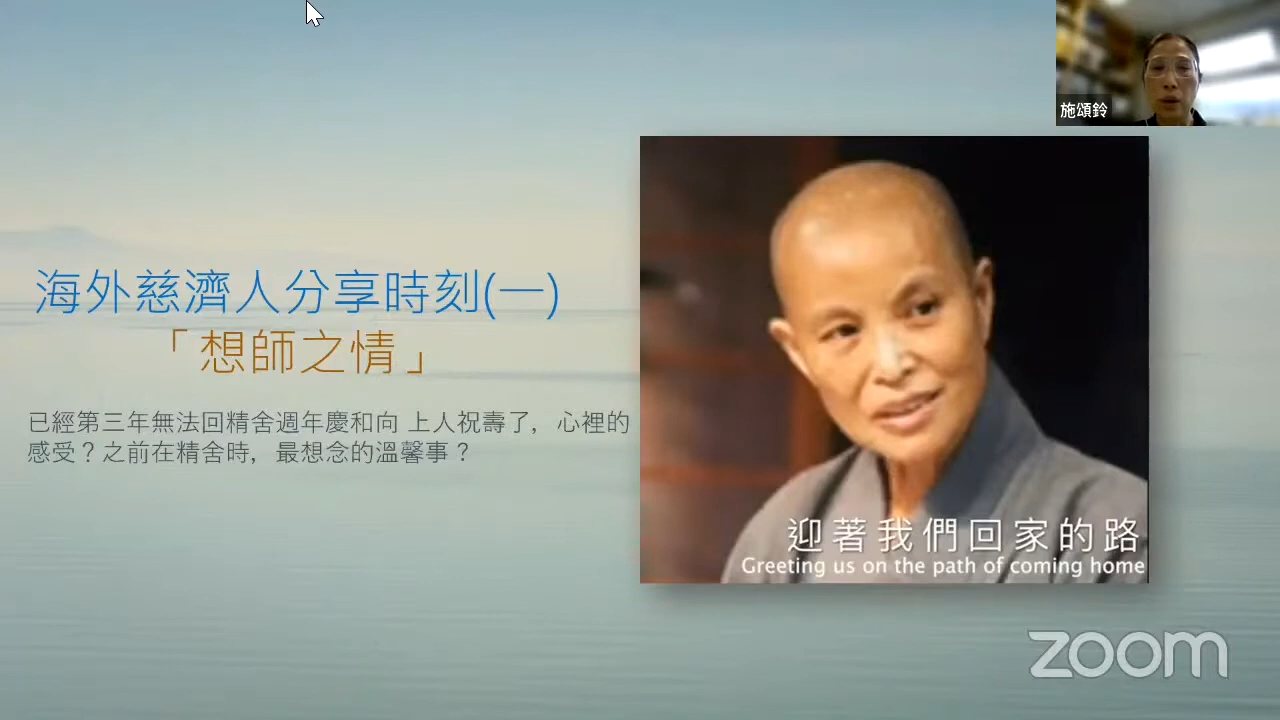 施頌鈴
海外慈濟人分享時刻(一)
「想師之情」
已經第三年無法回精舍週年慶和向 上人祝壽了，心裡的
感受？之前在精舍時，最想念的溫馨事？
迎著我們回家的路
Greeting us on the path of coming home
zoom